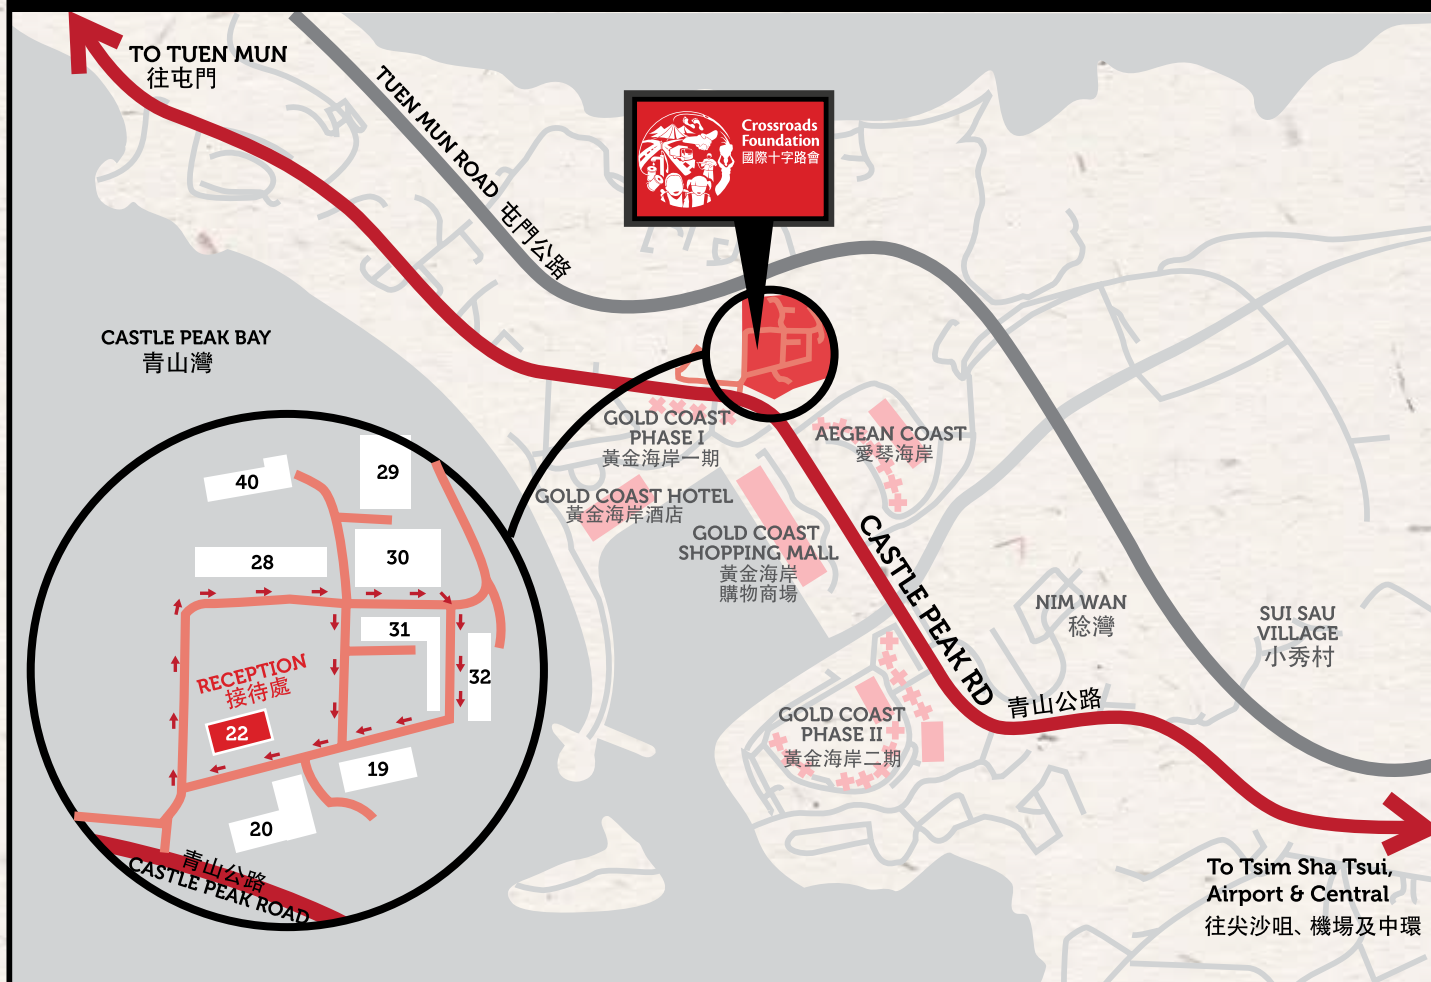 TO TUEN MUN
往屯門
TUEN MUN ROAD 屯門公路
Crossroads
Foundation
國際十字路會
CASTLE PEAK BAY
青山灣
GOLD COAST
PHASE I
黃金海岸一期
AEGEAN COAST
愛琴海岸
GOLD COAST HOTEL
黃金海岸酒店
GOLD COAST
SHOPPING MALL
黃金海岸
購物商場
CASTLE PEAK RD
青山公路
NIM WAN
稔灣
SUI SAU
VILLAGE
小秀村
GOLD COAST
PHASE II
黃金海岸二期
To Tsim Sha Tsui,
Airport & Central
往尖沙咀、機場及中環
40
29
28
30
31
32
RECEPTION
接待處
22
19
20
青山公路
CASTLE PEAK ROAD